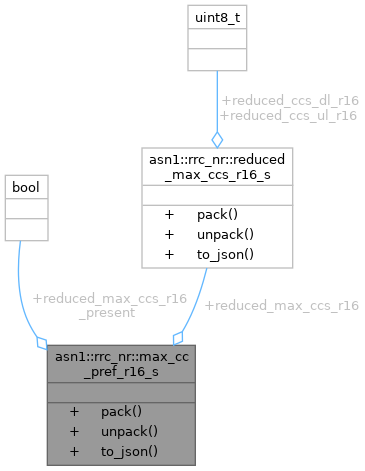 uint8_t
+reduced_ccs_dl_r16
+reduced_ccs_ul_r16
asn1::rrc_nr::reduced
_max_ccs_r16_s
+ pack()
+ unpack()
+ to_json()
bool
+reduced_max_ccs_r16
_present
+reduced_max_ccs_r16
asn1::rrc_nr::max_cc
_pref_r16_s
+ pack()
+ unpack()
+ to_json()